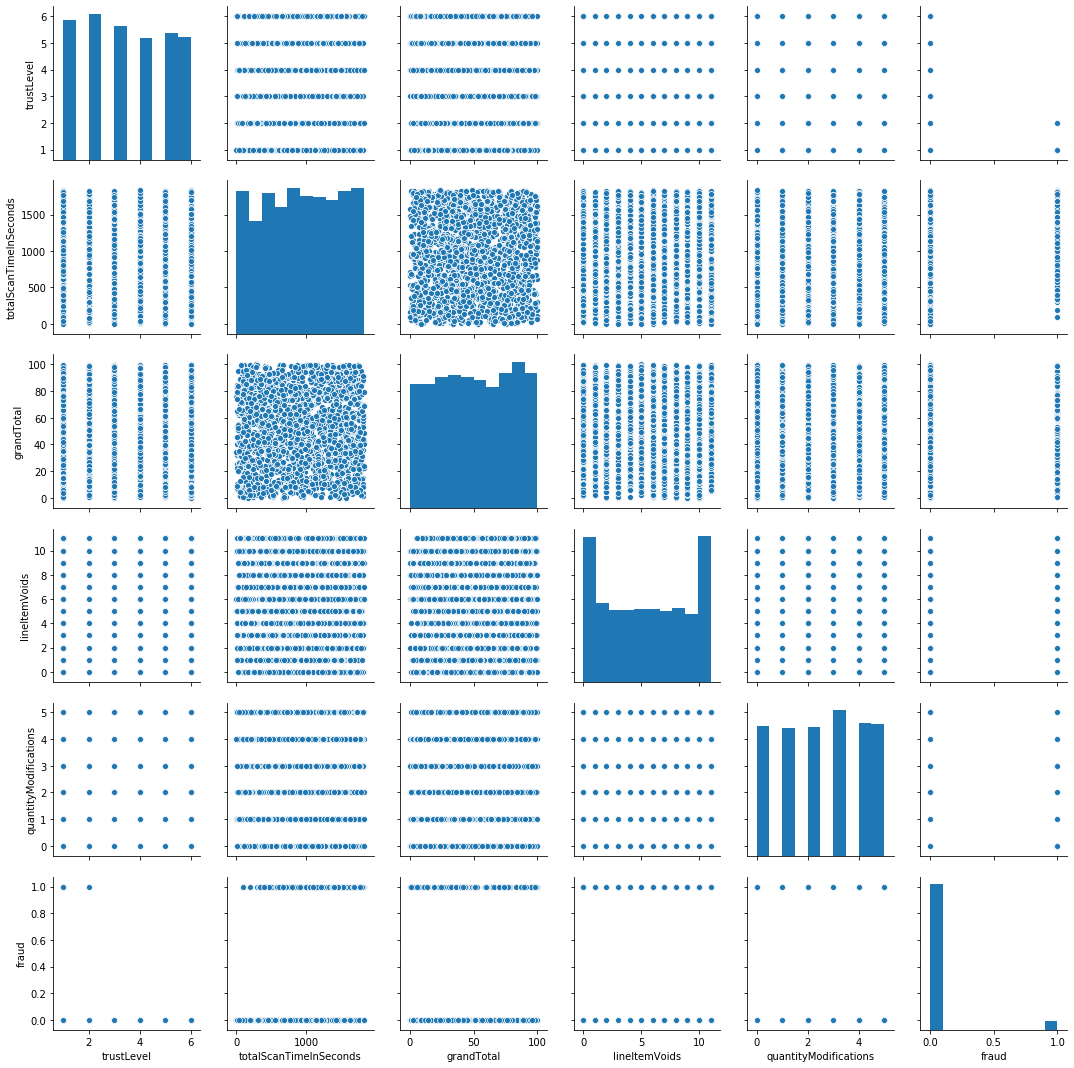 6
5
4
3
2
1
trustLevel
1500
1000
500
0
totalScanTimeInSeconds
100
80
60
40
20
0
grandTotal
10
8
6
4
2
0
lineItemVoids
5
4
3
2
1
0
quantityModifications
1.0
0.8
0.6
0.4
0.2
0.0
fraud
2 4 6
0 1000
0 50 100
0 5 10
0 2 4
0.0 0.5 1.0
trustLevel
totalScanTimeInSeconds
grandTotal
lineItemVoids
quantityModifications
fraud